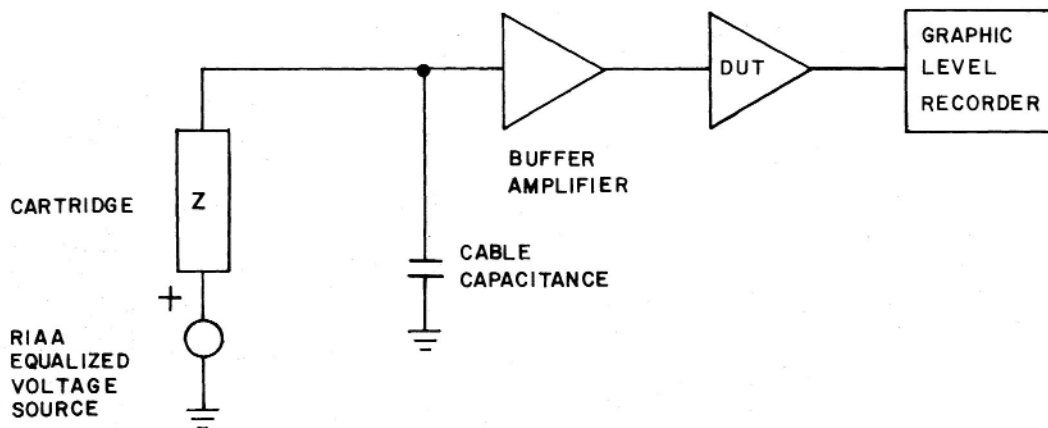 GRAPHIC
LEVEL
RECORDER
DUT
BUFFER
AMPLIFIER
CARTRIDGE
Z
CABLE
CAPACITANCE
+
RIAA
EQUALIZED
VOLTAGE
SOURCE